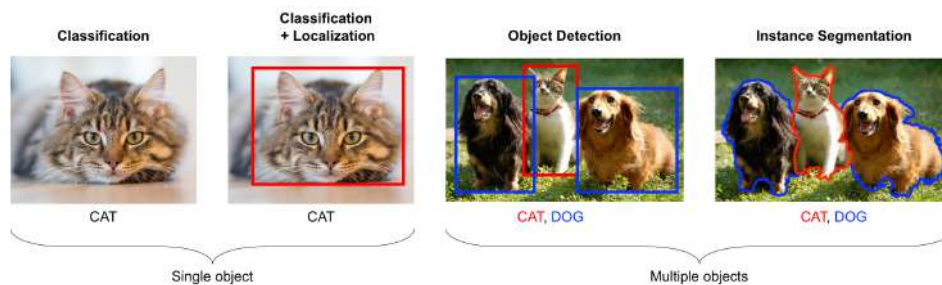 Classification
Classification
+ Localization
Object Detection
Instance Segmentation
CAT
CAT
CAT, DOG
CAT, DOG
Single object
Multiple objects